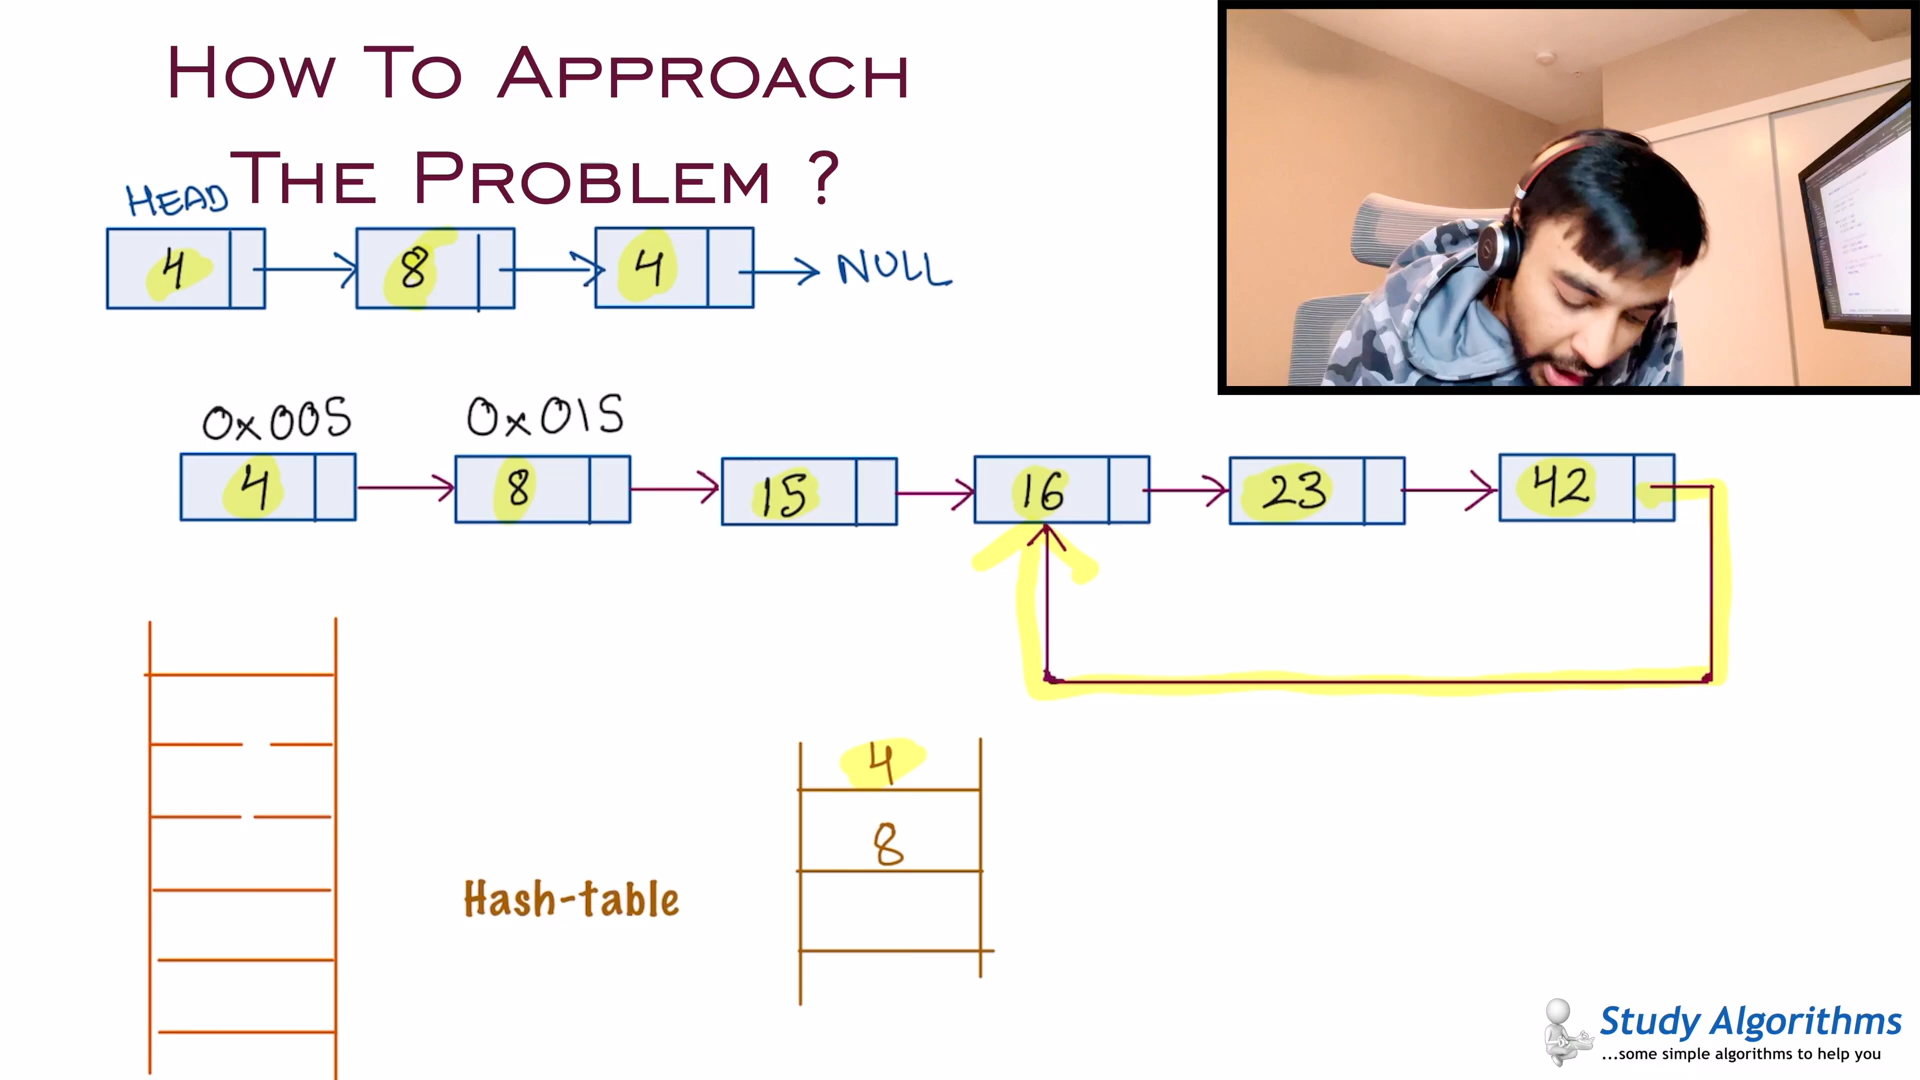 How To Approach
The Problem ?
HEAD
4 8 4 NULL
0x005 0x015
4 8 15 16 23 42
4
8
Hash-table
Study Algorithms
...some simple algorithms to help you